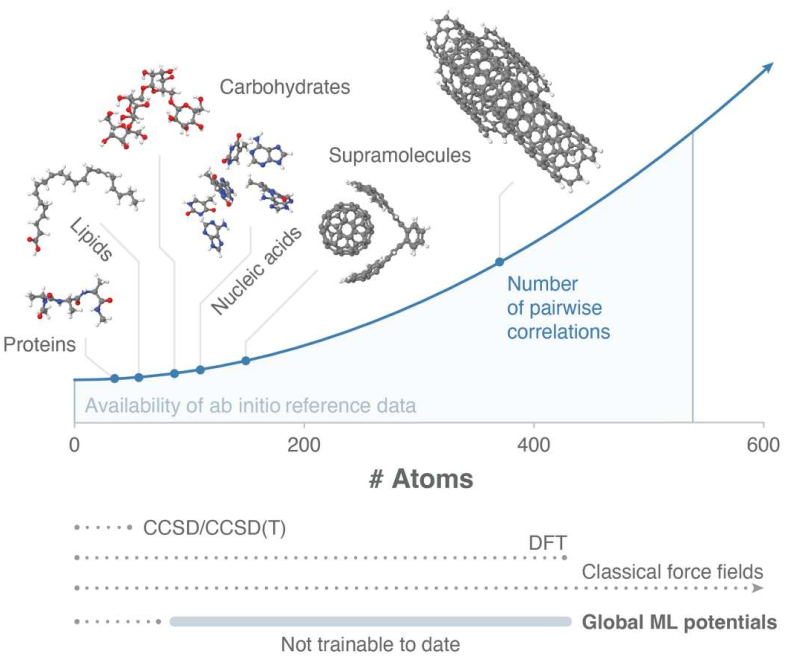 Carbohydrates
Supramolecules
Lipids
Nucleic acids
Proteins
Number
of pairwise
correlations
Availability of ab initio reference data
0 200 400 600
# Atoms
CCSD/CCSD(T)
DFT
Classical force fields
Global ML potentials
Not trainable to date